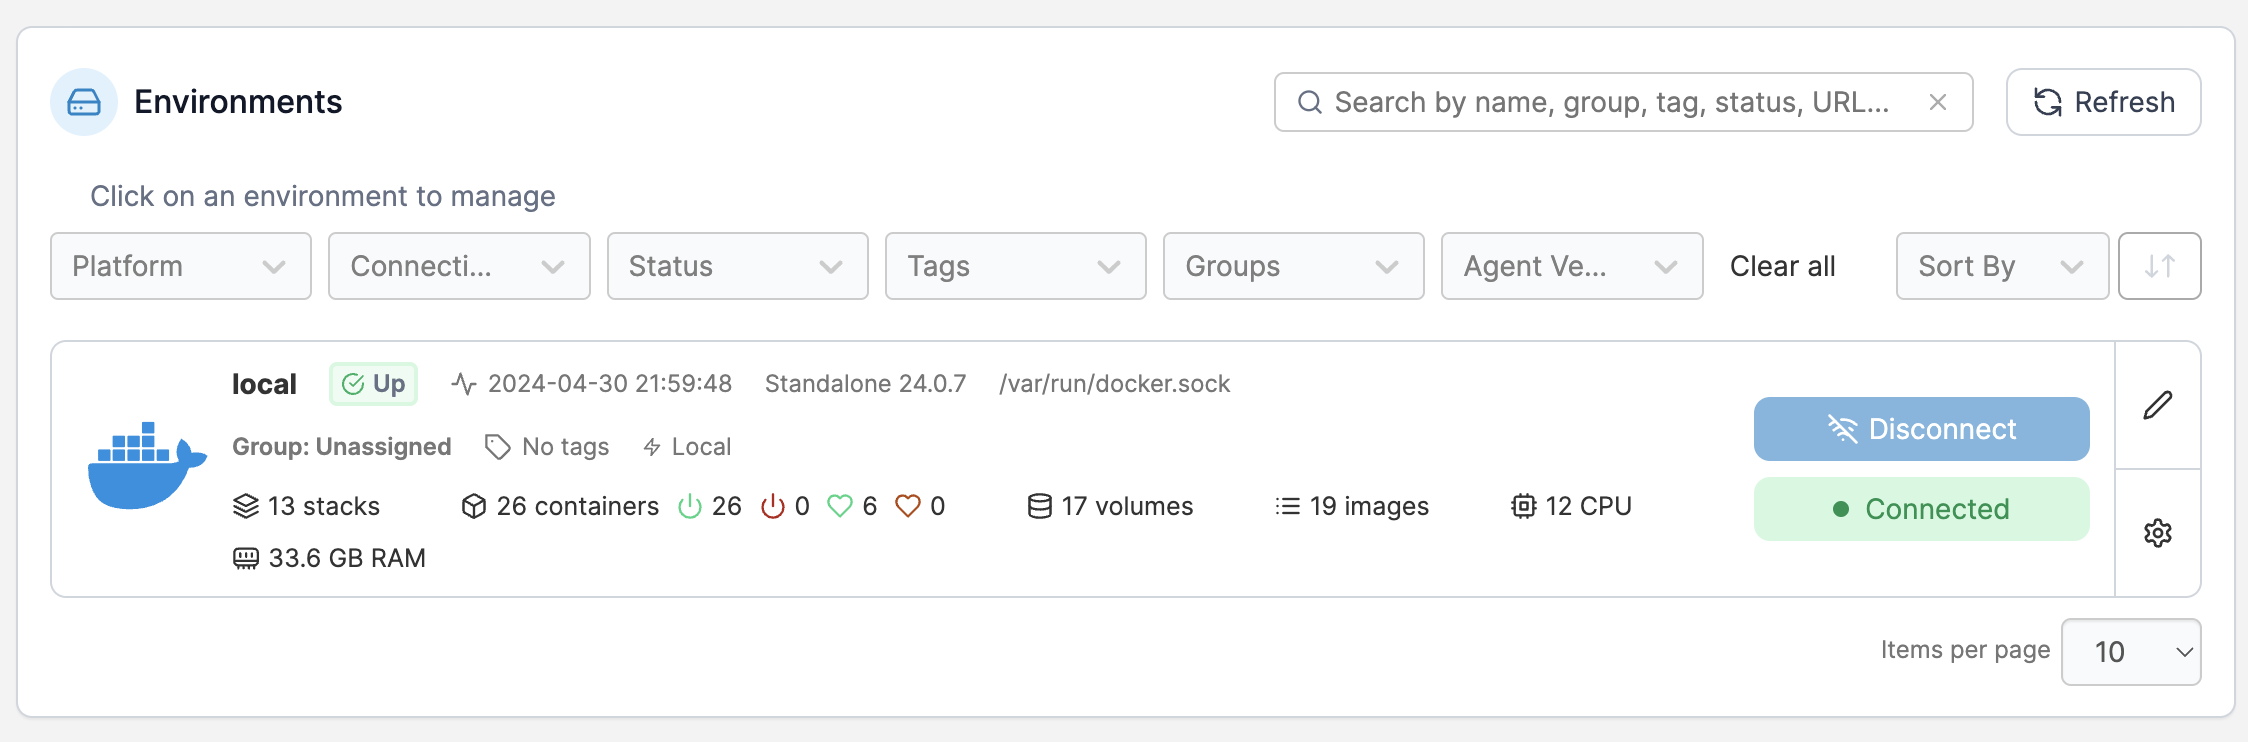 Environments
Search by name, group, tag, status, URL...
Refresh
Click on an environment to manage
Platform
Connecti...
Status
Tags
Groups
Agent Ve...
Clear all
Sort By
local
Up
2024-04-30 21:59:48
Standalone 24.0.7
/var/run/docker.sock
Group: Unassigned
No tags
Local
13 stacks
26 containers
26
0
6
0
17 volumes
19 images
12 CPU
33.6 GB RAM
Disconnect
Connected
Items per page
10